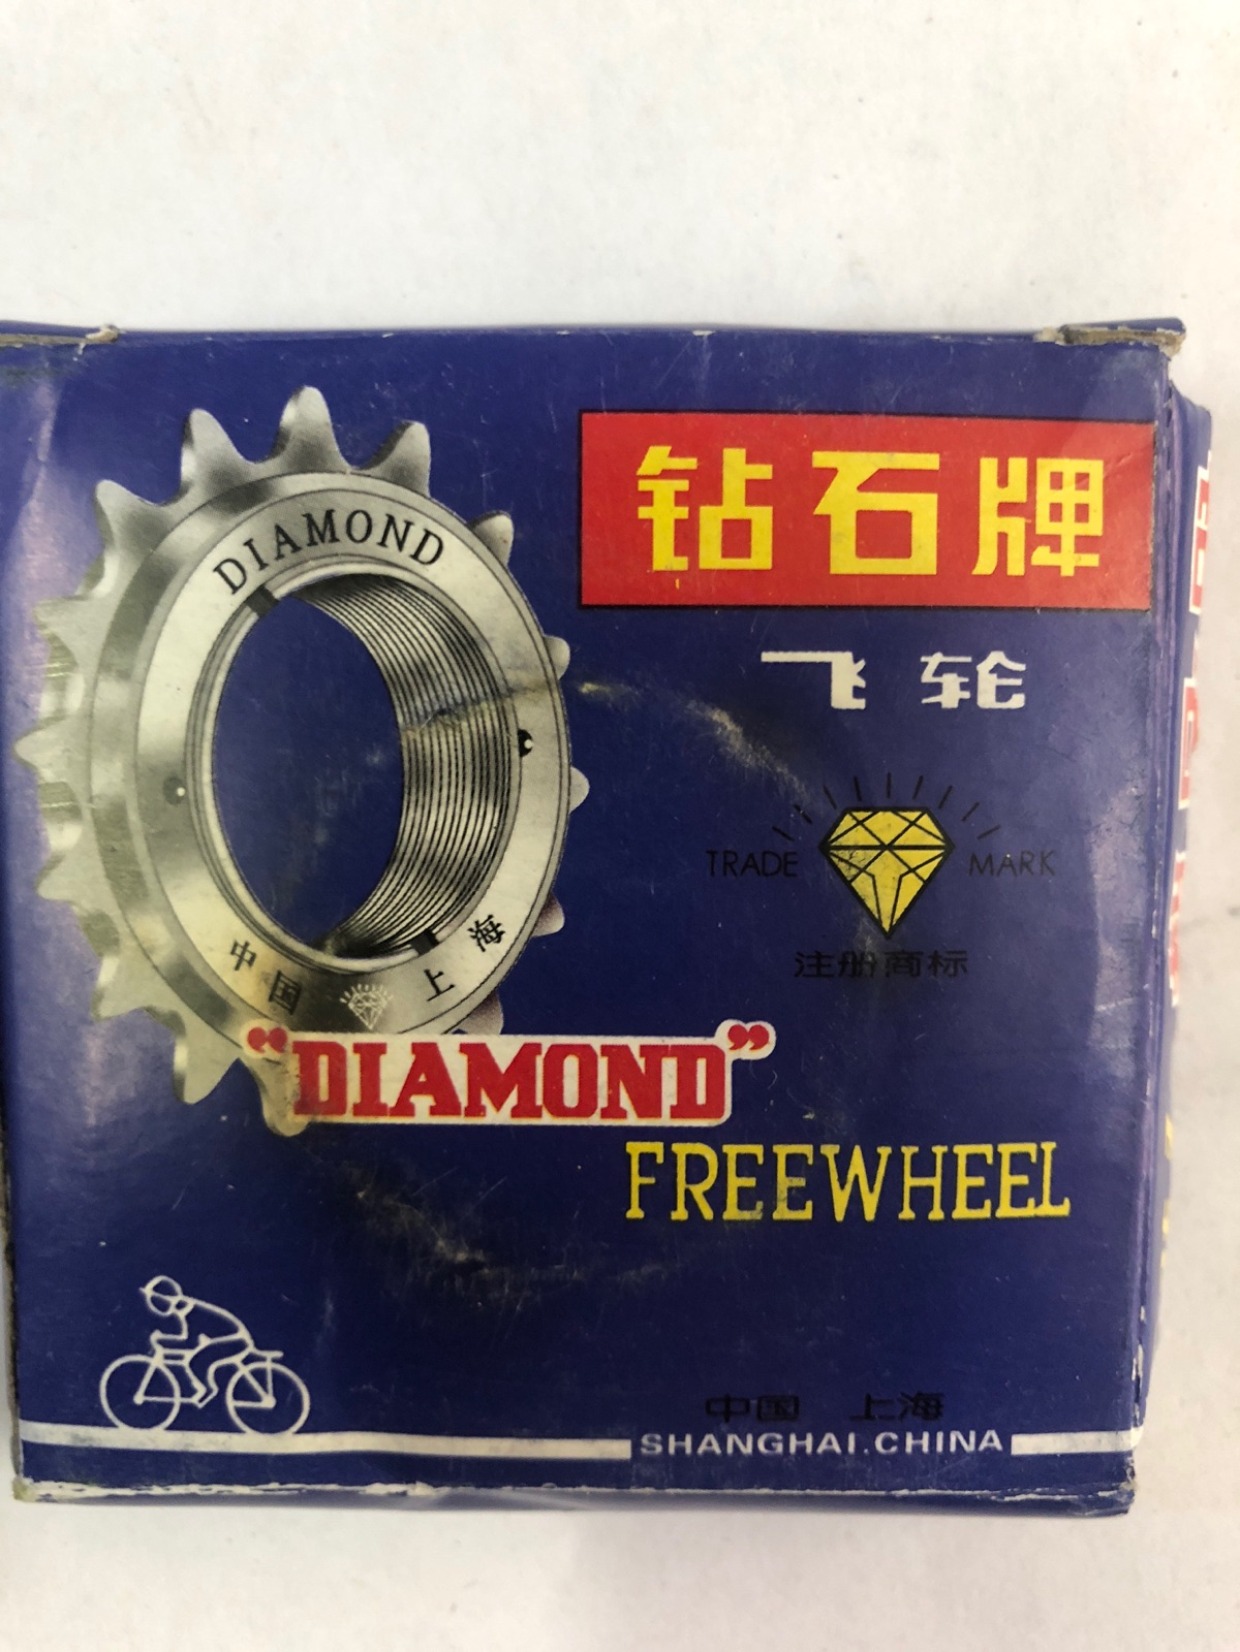 DIAMOND
中国 上海
钻石牌
飞轮
TRADE MARK
注册商标
"DIAMOND"
FREEWHEEL
中国 上海
SHANGHAI.CHINA